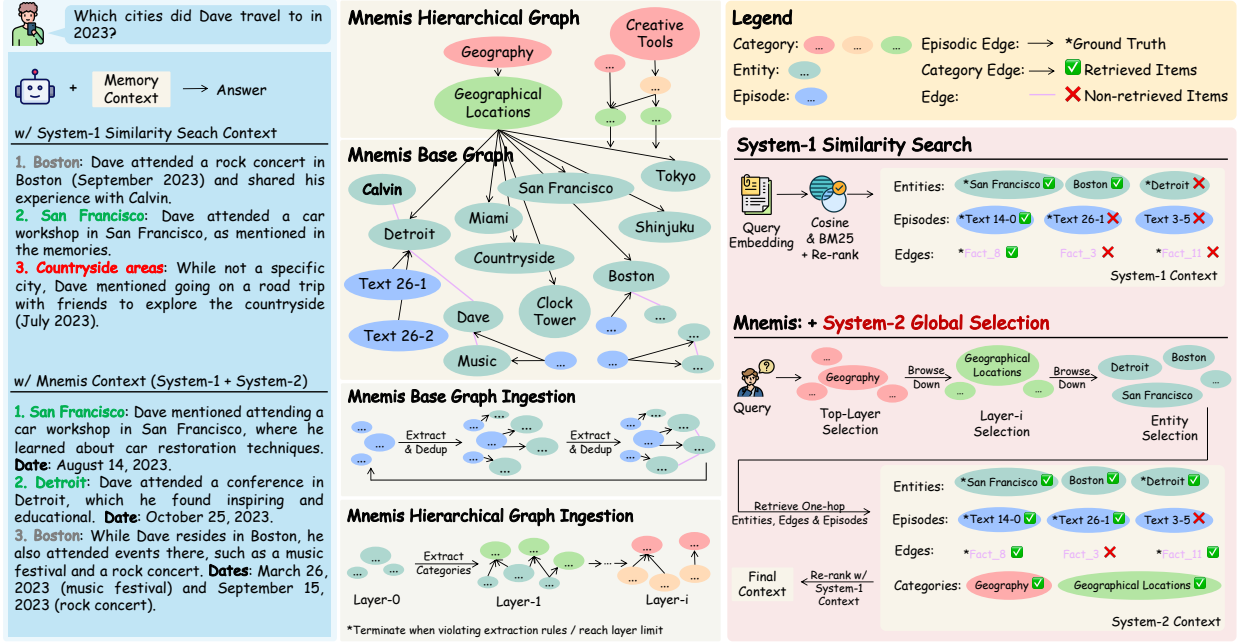 Which cities did Dave travel to in
2023?
+
Memory
Context
Answer
w/ System-1 Similarity Seach Context
1. Boston: Dave attended a rock concert in
Boston (September 2023) and shared his
experience with Calvin.
2. San Francisco: Dave attended a car
workshop in San Francisco, as mentioned in
the memories.
3. Countryside areas: While not a specific
city, Dave mentioned going on a road trip
with friends to explore the countryside
(July 2023).
w/ Mnemis Context (System-1 + System-2)
1. San Francisco: Dave mentioned attending a
car workshop in San Francisco, where he
learned about car restoration techniques.
Date: August 14, 2023.
2. Detroit: Dave attended a conference in
Detroit, which he found inspiring and
educational. Date: October 25, 2023.
3. Boston: While Dave resides in Boston, he
also attended events there, such as a music
festival and a rock concert. Dates: March 26,
2023 (music festival) and September 15,
2023 (rock concert).
Mnemis Hierarchical Graph
Geography
Creative
Tools
...
...
Geographical
Locations
...
...
Mnemis Base Graph
Calvin
San Francisco
Tokyo
Miami
Shinjuku
Detroit
Countryside
Boston
Text 26-1
Clock
Tower
Dave
...
...
Text 26-2
...
Music
...
...
...
Mnemis Base Graph Ingestion
...
...
...
Extract
& Dedup
...
...
...
...
...
...
Extract
& Dedup
...
...
...
...
...
...
Mnemis Hierarchical Graph Ingestion
...
...
...
Layer-0
Extract
Categories
...
...
...
...
...
...
Layer-1
...
...
...
...
...
...
Layer-i
*Terminate when violating extraction rules / reach layer limit
Legend
Category: ... ... ... Episodic Edge: *Ground Truth
Entity: ... Category Edge: Retrieved Items
Episode: ... Edge: Non-retrieved Items
System-1 Similarity Search
Query
Embedding
Cosine
& BM25
+ Re-rank
Entities: *San Francisco Boston *Detroit
Episodes: *Text 14-0 *Text 26-1 Text 3-5
Edges: *Fact_8 Fact_3 *Fact_11
System-1 Context
Mnemis: + System-2 Global Selection
Query
...
Geography
...
...
Top-Layer
Selection
Browse
Down
Geographical
Locations
...
...
Layer-i
Selection
Browse
Down
Boston
Detroit
...
San Francisco
Entity
Selection
Retrieve One-hop
Entities, Edges & Episodes
Entities: *San Francisco Boston *Detroit
Episodes: *Text 14-0 *Text 26-1 Text 3-5
Edges: *Fact_8 Fact_3 *Fact_11
Categories: Geography Geographical Locations
System-2 Context
Re-rank w/
System-1
Context
Final
Context